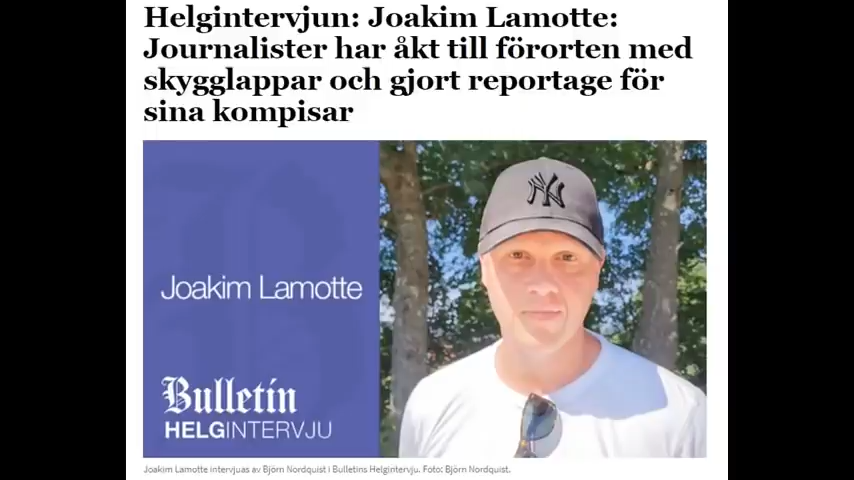 Helgintervjun: Joakim Lamotte:
Journalister har åkt till förorten med
skygglappar och gjort reportage för
sina kompisar
NY
Joakim Lamotte
Bulletin
HELGINTERVJU
Joakim Lamotte intervjuas av Björn Nordquist i Bulletins Helgintervju. Foto: Björn Nordquist.